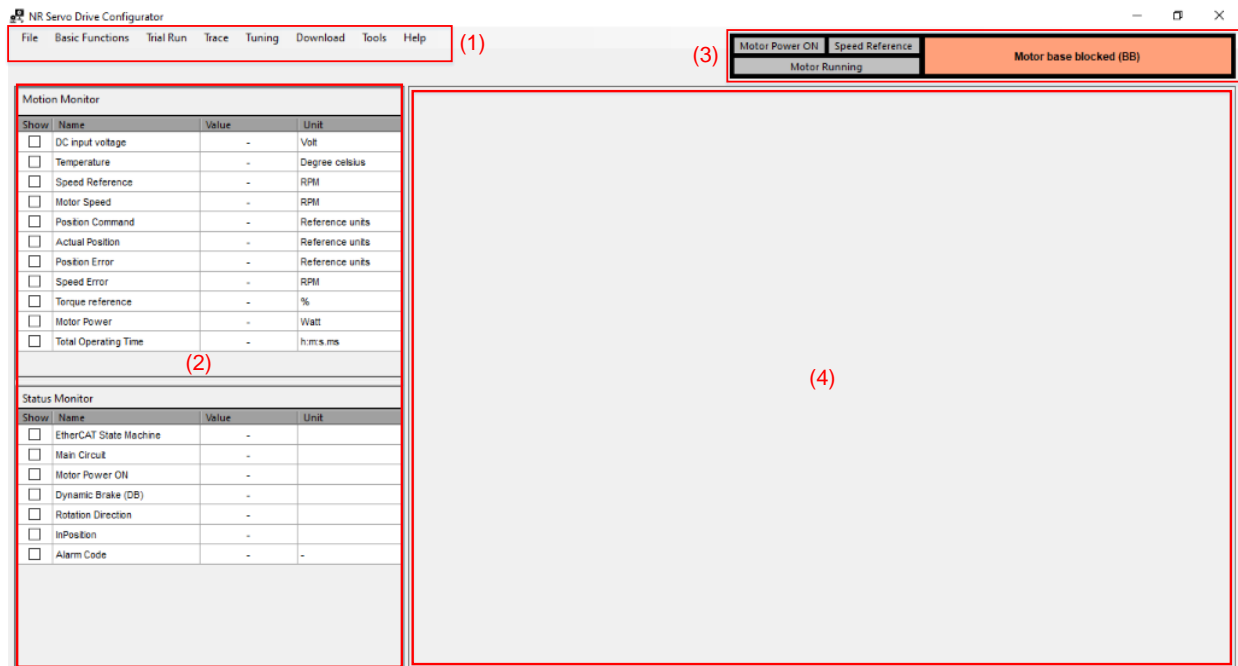 NR Servo Drive Configurator
File Basic Functions Trial Run Trace Tuning Download Tools Help
(1)
(3)
Motor Power ON Speed Reference
Motor Running
Motor base blocked (BB)
Motion Monitor
Show Name Value Unit
DC input voltage - Volt
Temperature - Degree celsius
Speed Reference - RPM
Motor Speed - RPM
Position Command - Reference units
Actual Position - Reference units
Position Error - Reference units
Speed Error - RPM
Torque reference - %
Motor Power - Watt
Total Operating Time - h:m:s.ms
(2)
Status Monitor
Show Name Value Unit
EtherCAT State Machine -
Main Circuit -
Motor Power ON -
Dynamic Brake (DB) -
Rotation Direction -
InPosition -
Alarm Code - -
(4)